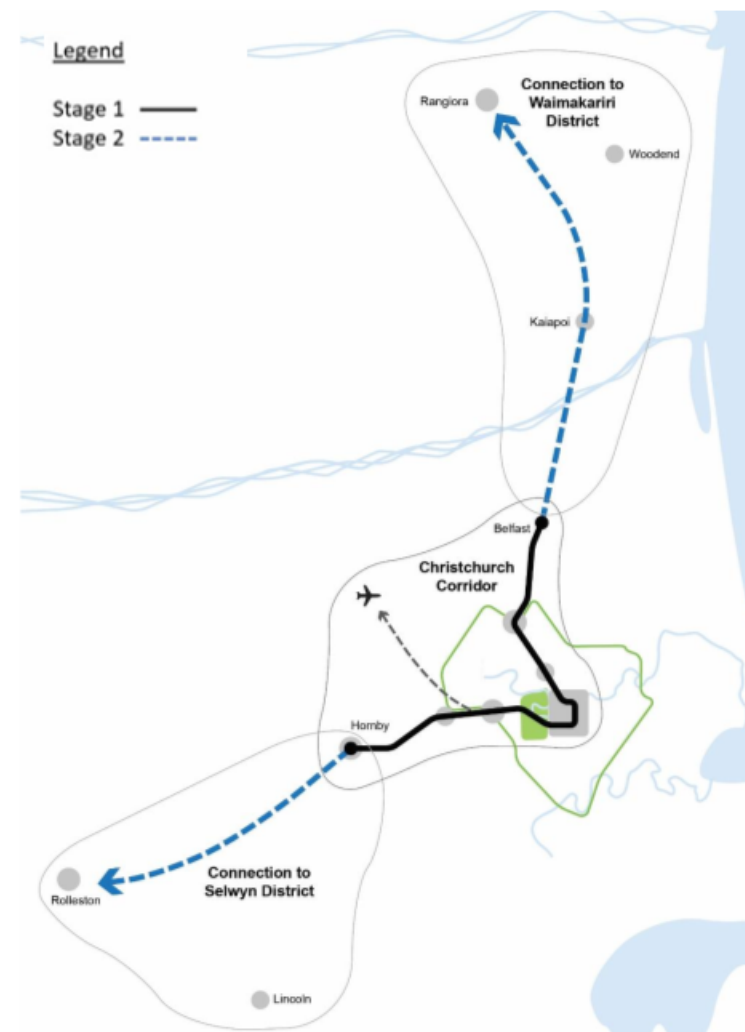 Legend
Stage 1
Stage 2
Connection to
Waimakariri
District
Rangiora
Woodend
Kaiapoi
Belfast
Christchurch
Corridor
Hornby
Connection to
Selwyn District
Rolleston
Lincoln